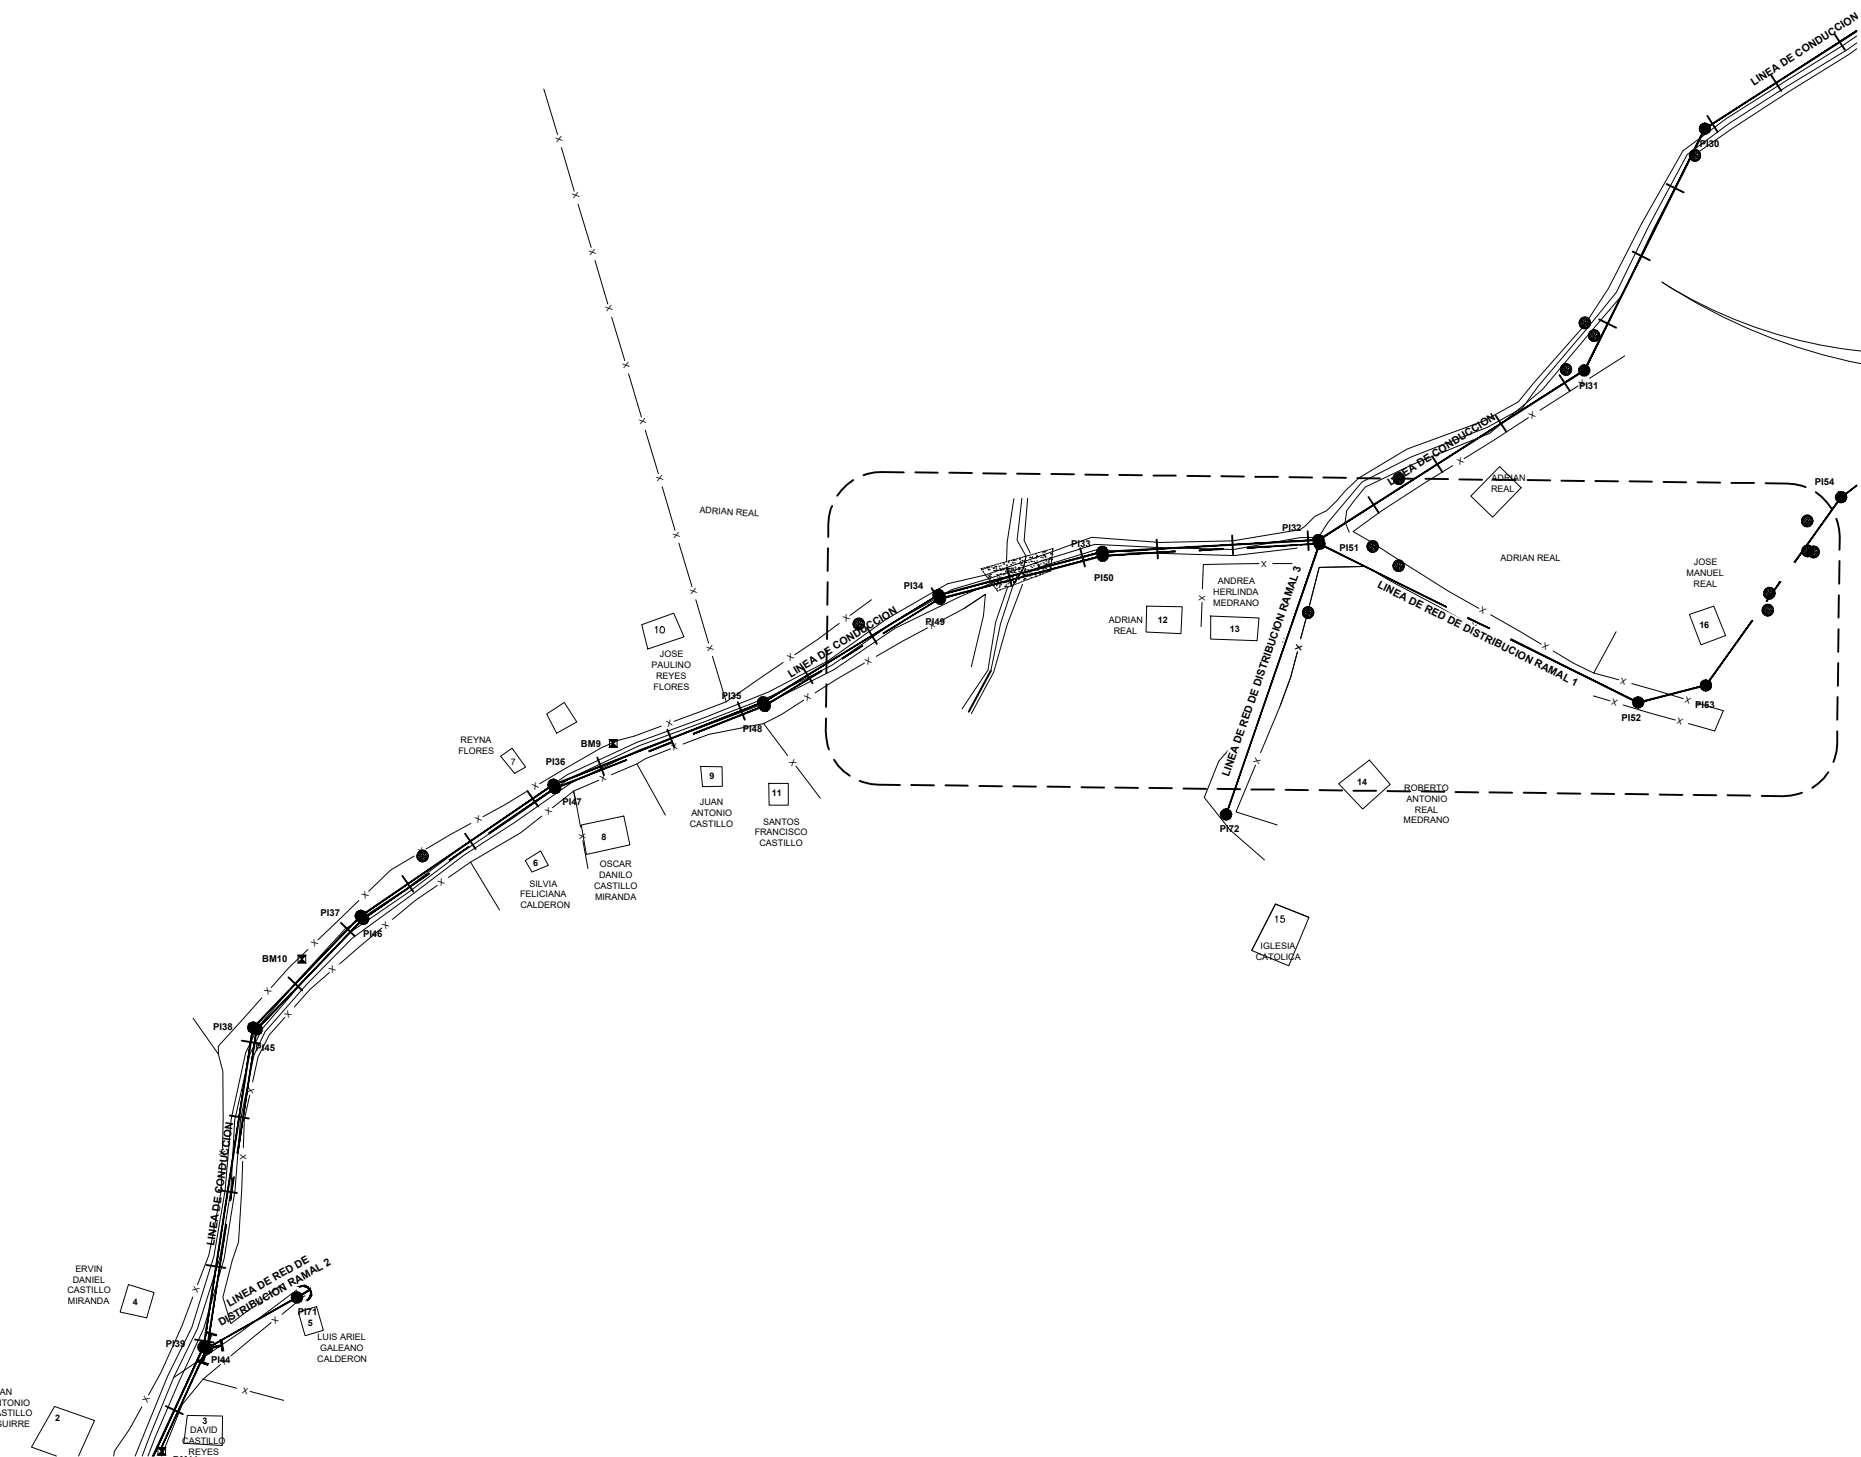 LINEA DE CONDUCCION
PI30
PI31
LINEA DE CONDUCCION
ADRIAN
REAL
PI54
ADRIAN REAL
PI32
PI33
PI51
PI50
ADRIAN REAL
JOSE
MANUEL
REAL
16
PI34
PI49
ANDREA
HERLINDA
MEDRANO
ADRIAN
REAL
12
13
LINEA DE RED DE DISTRIBUCION RAMAL 3
LINEA DE RED DE DISTRIBUCION RAMAL 1
LINEA DE CONDUCCION
10
JOSE
PAULINO
REYES
FLORES
PI35
PI48
PI52
PI53
REYNA
FLORES
7
BM9
PI36
PI47
9
JUAN
ANTONIO
CASTILLO
11
SANTOS
FRANCISCO
CASTILLO
14
ROBERTO
ANTONIO
REAL
MEDRANO
PI72
8
OSCAR
DANILO
CASTILLO
MIRANDA
6
SILVIA
FELICIANA
CALDERON
PI37
PI46
15
IGLESIA
CATOLICA
BM10
PI38
PI45
LINEA DE CONDUCCION
ERVIN
DANIEL
CASTILLO
MIRANDA
4
LINEA DE RED DE
DISTRIBUCION RAMAL 2
PI71
5
LUIS ARIEL
GALEANO
CALDERON
PI39
PI44
2
3
DAVID
CASTILLO
REYES